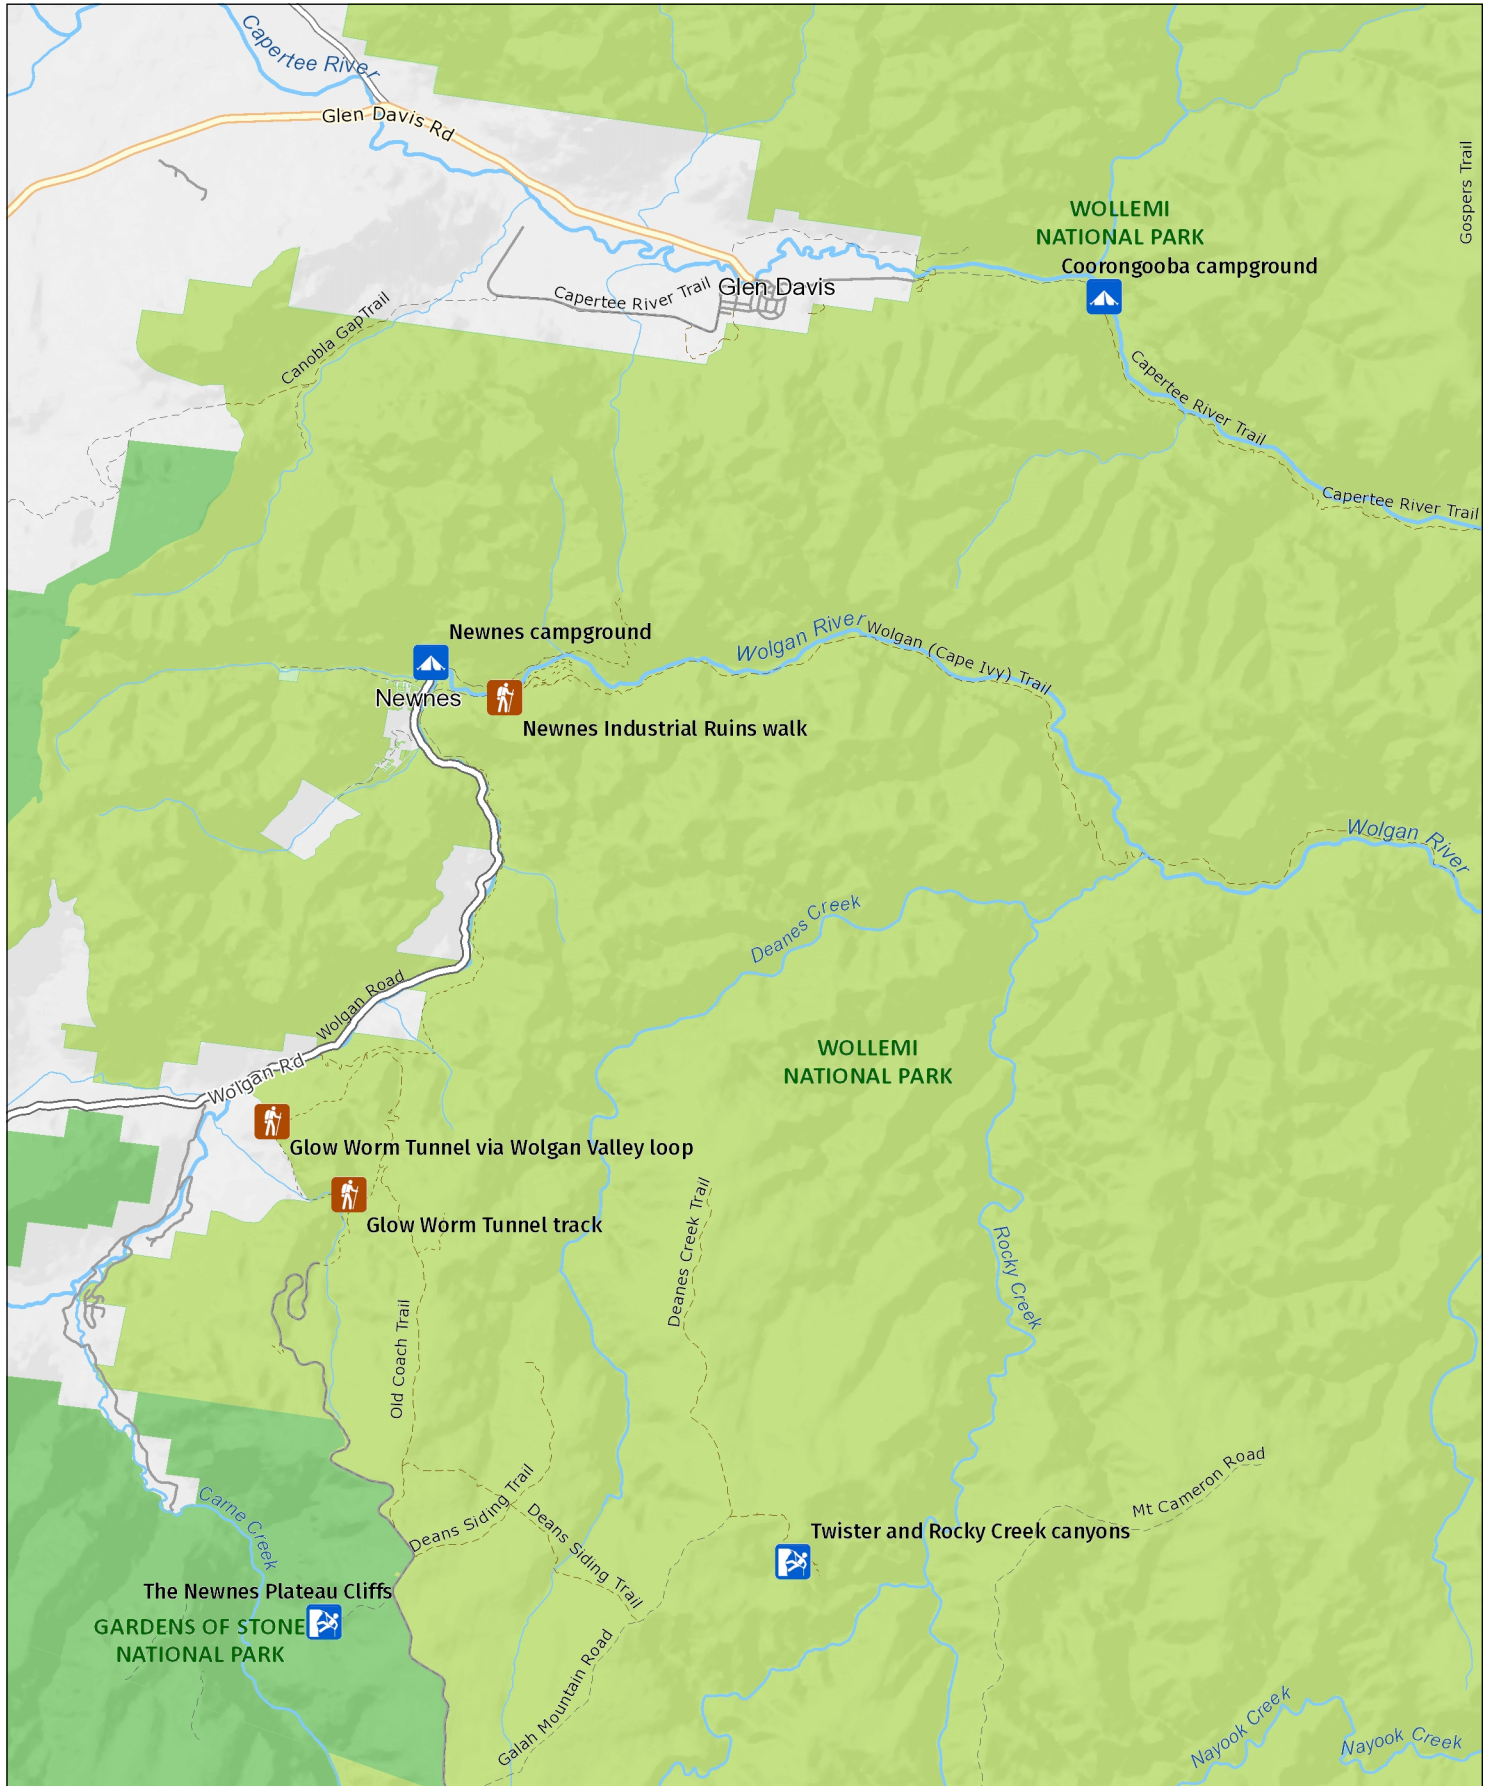 Capertee River
Glen Davis Rd
Gospers Trail
WOLLEMI
NATIONAL PARK
Coorongooba campground
Capertee River Trail
Glen Davis
Canobla GapTrail
Capertee River Trail
Capertee River Trail
Newnes campground
Wolgan River
Wolgan (Cape Ivy) Trail
Newnes
Newnes Industrial Ruins walk
Wolgan River
Deanes Creek
Wolgan Road
WOLLEMI
NATIONAL PARK
Wolgan Rd
Glow Worm Tunnel via Wolgan Valley loop
Glow Worm Tunnel track
Deanes Creek Trail
Rocky Creek
Old Coach Trail
Mt Cameron Road
Deans Siding Trail
Carne Creek
Deans Siding Trail
Twister and Rocky Creek canyons
The Newnes Plateau Cliffs
GARDENS OF STONE
NATIONAL PARK
Galah Mountain Road
Nayook Creek
Nayook Creek